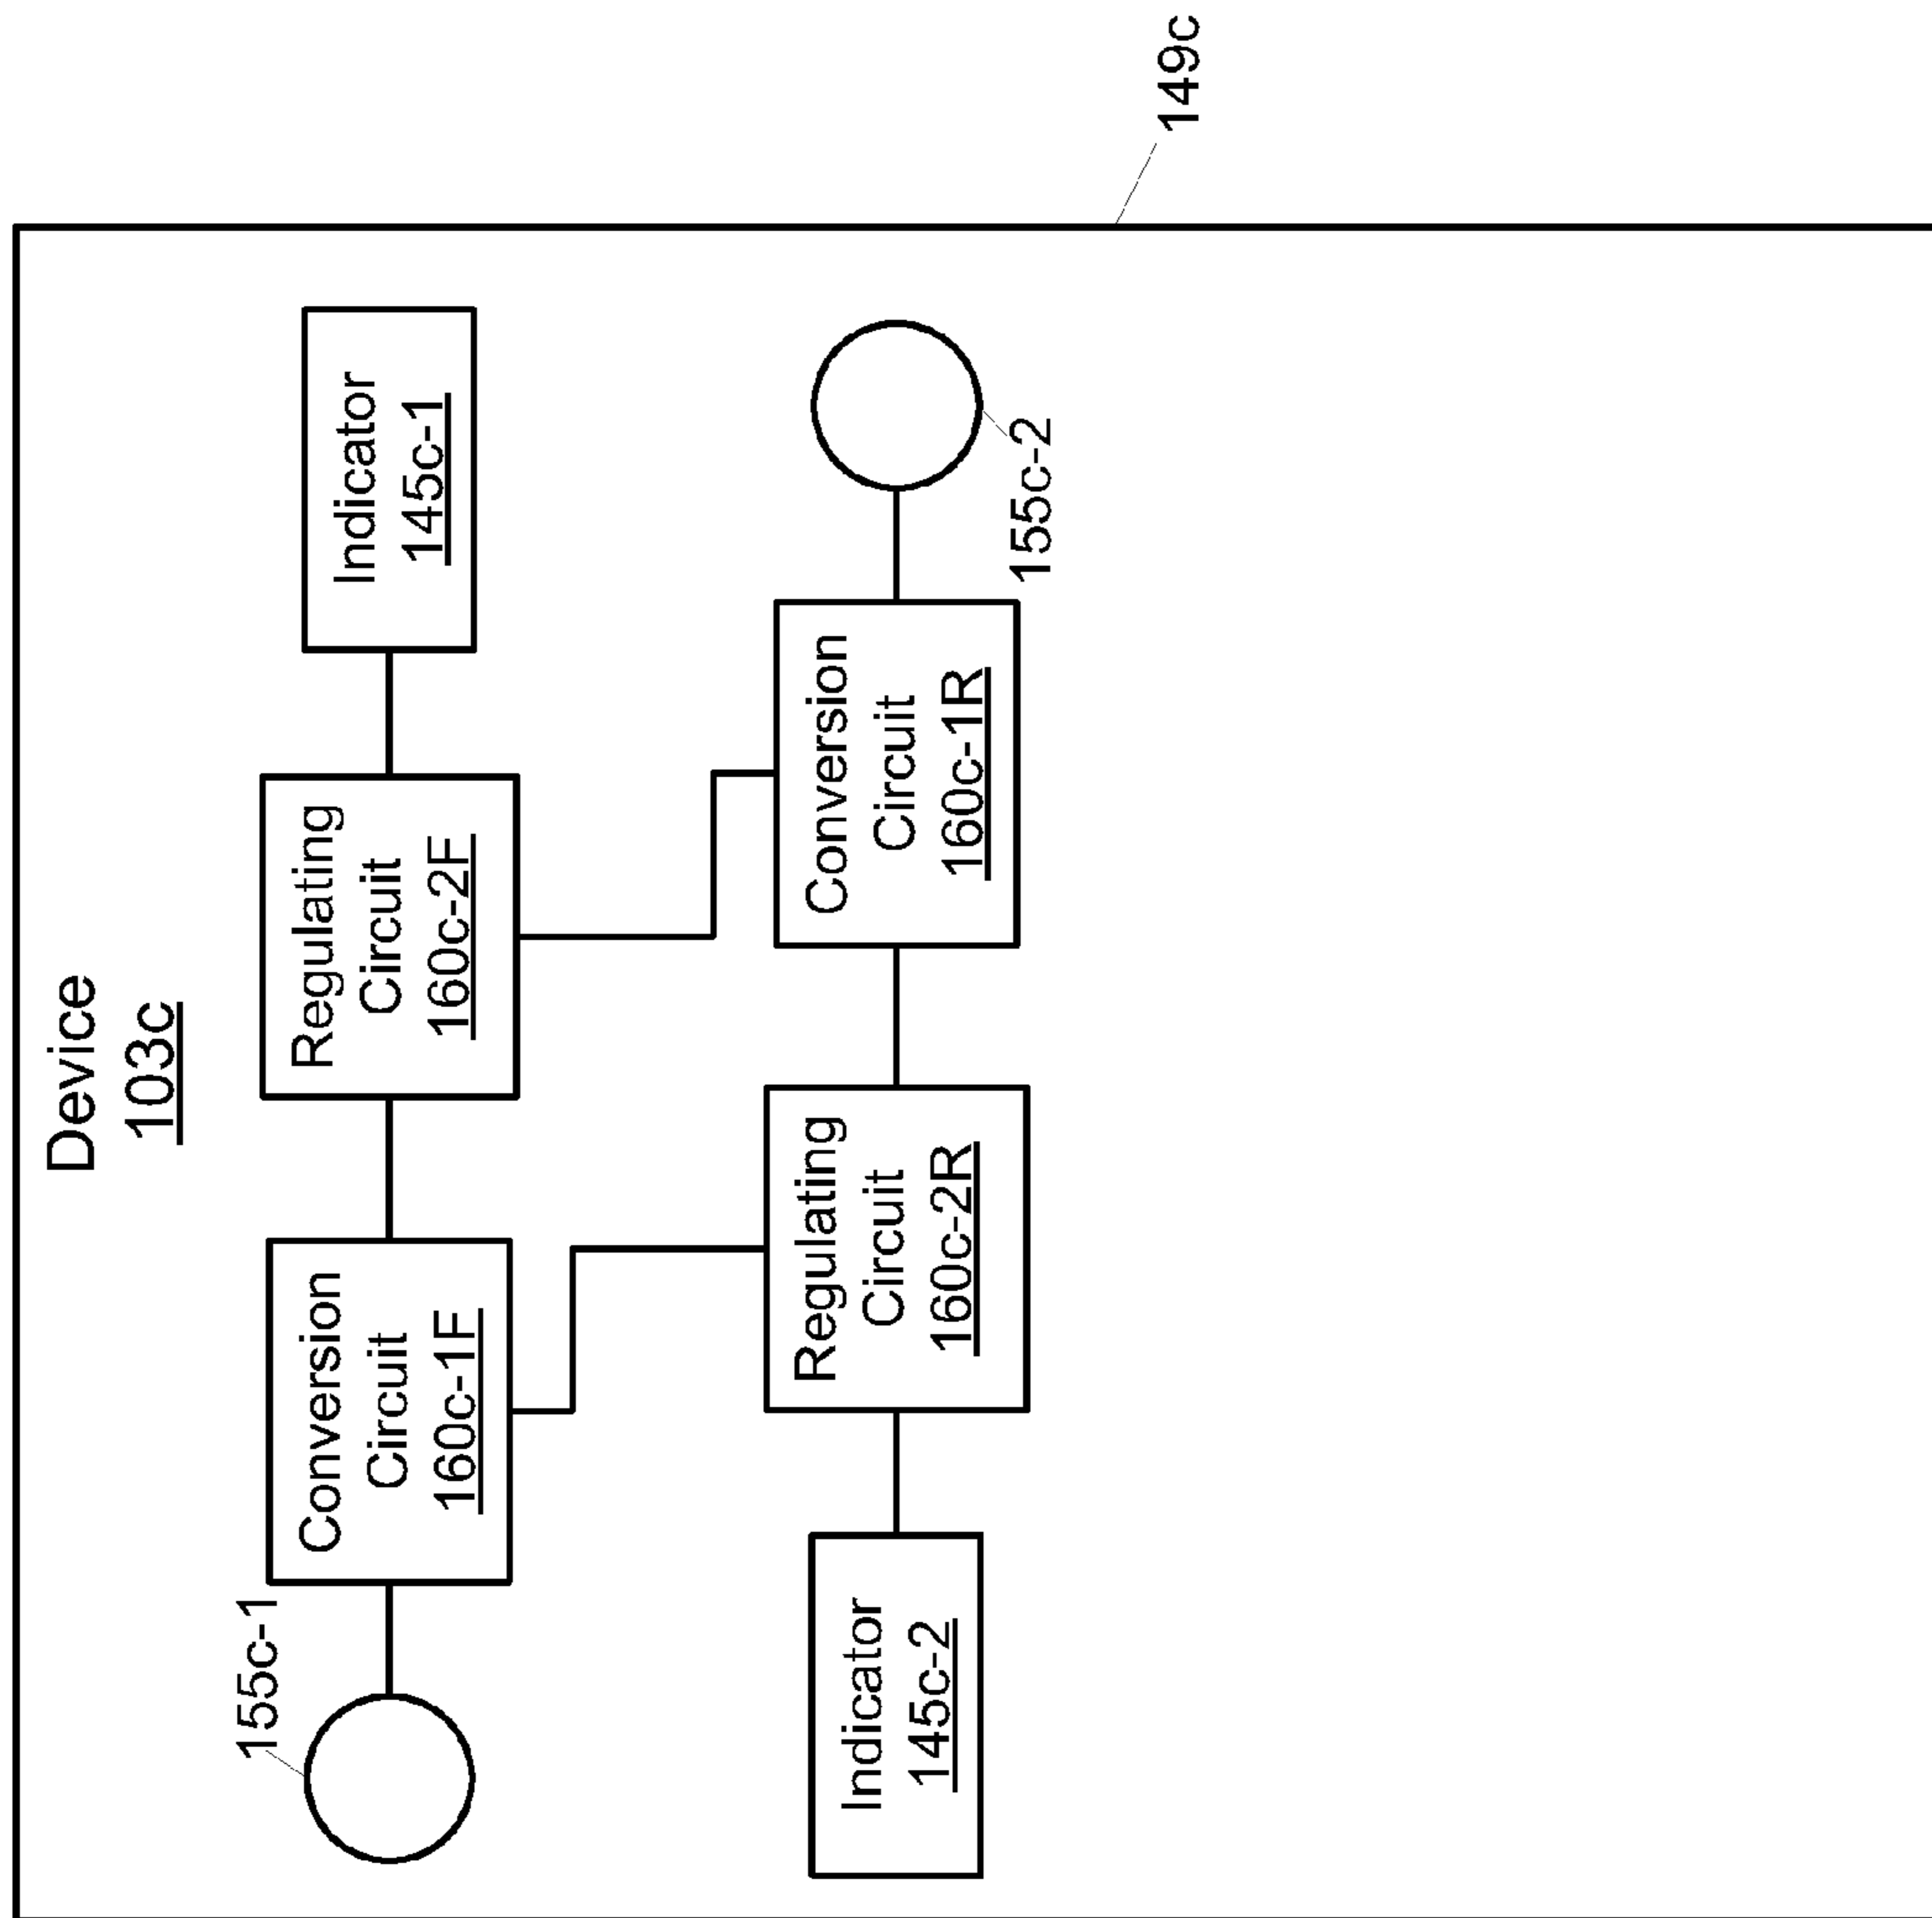 Device
103c
155c-1
Conversion
Circuit
160c-1F
Regulating
Circuit
160c-2F
Indicator
145c-1
Indicator
145c-2
Regulating
Circuit
160c-2R
Conversion
Circuit
160c-1R
155c-2
149c